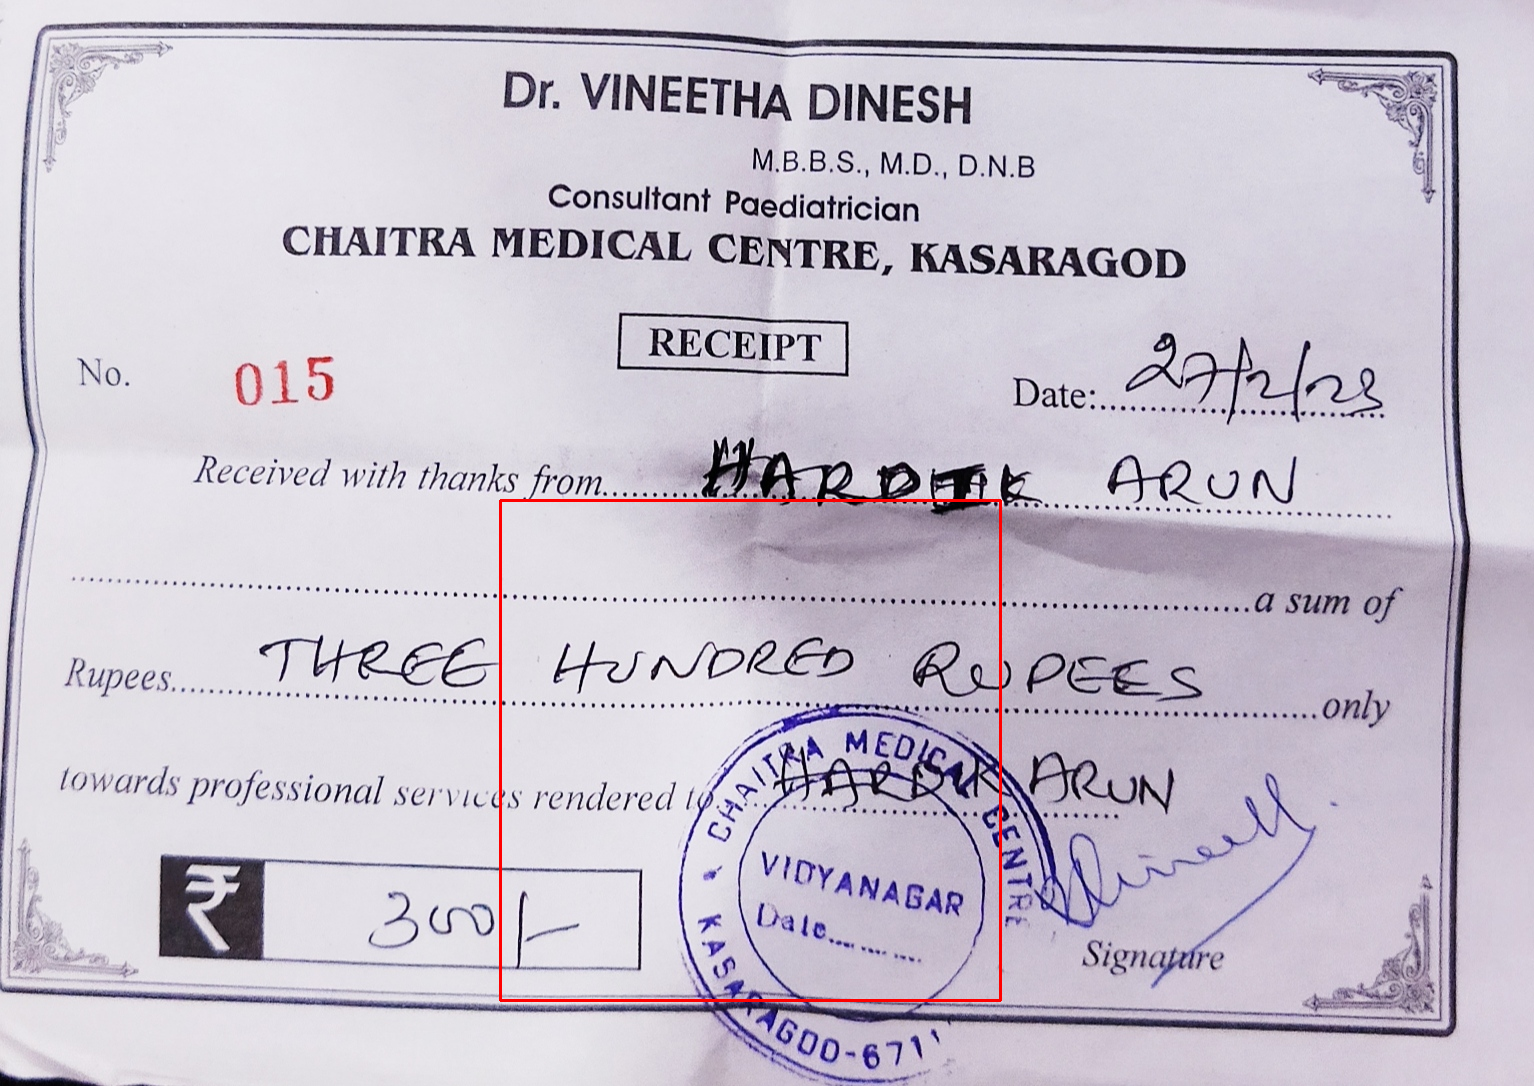 Dr. VINEETHA DINESH
M.B.B.S., M.D., D.N.B
Consultant Paediatrician
CHAITRA MEDICAL CENTRE, KASARAGOD
RECEIPT
No. 015
Date: 27/2/23
Received with thanks from HARDIK ARUN
a sum of
Rupees THREE HUNDRED RUPEES only
towards professional services rendered to HARDIK ARUN
₹ 300/-
CHAITRA MEDICAL CENTRE
VIDYANAGAR
Date
KASARAGOD-6711
Signature